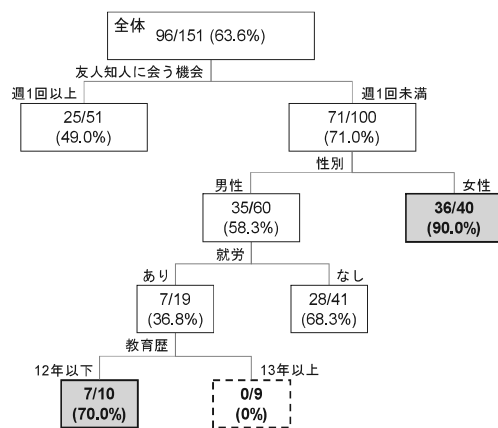 全体
96/151 (63.6%)
友人知人に会う機会
週1回以上
週1回未満
25/51
(49.0%)
71/100
(71.0%)
性別
男性
女性
35/60
(58.3%)
36/40
(90.0%)
就労
あり
なし
7/19
(36.8%)
28/41
(68.3%)
教育歴
12年以下
13年以上
7/10
(70.0%)
0/9
(0%)